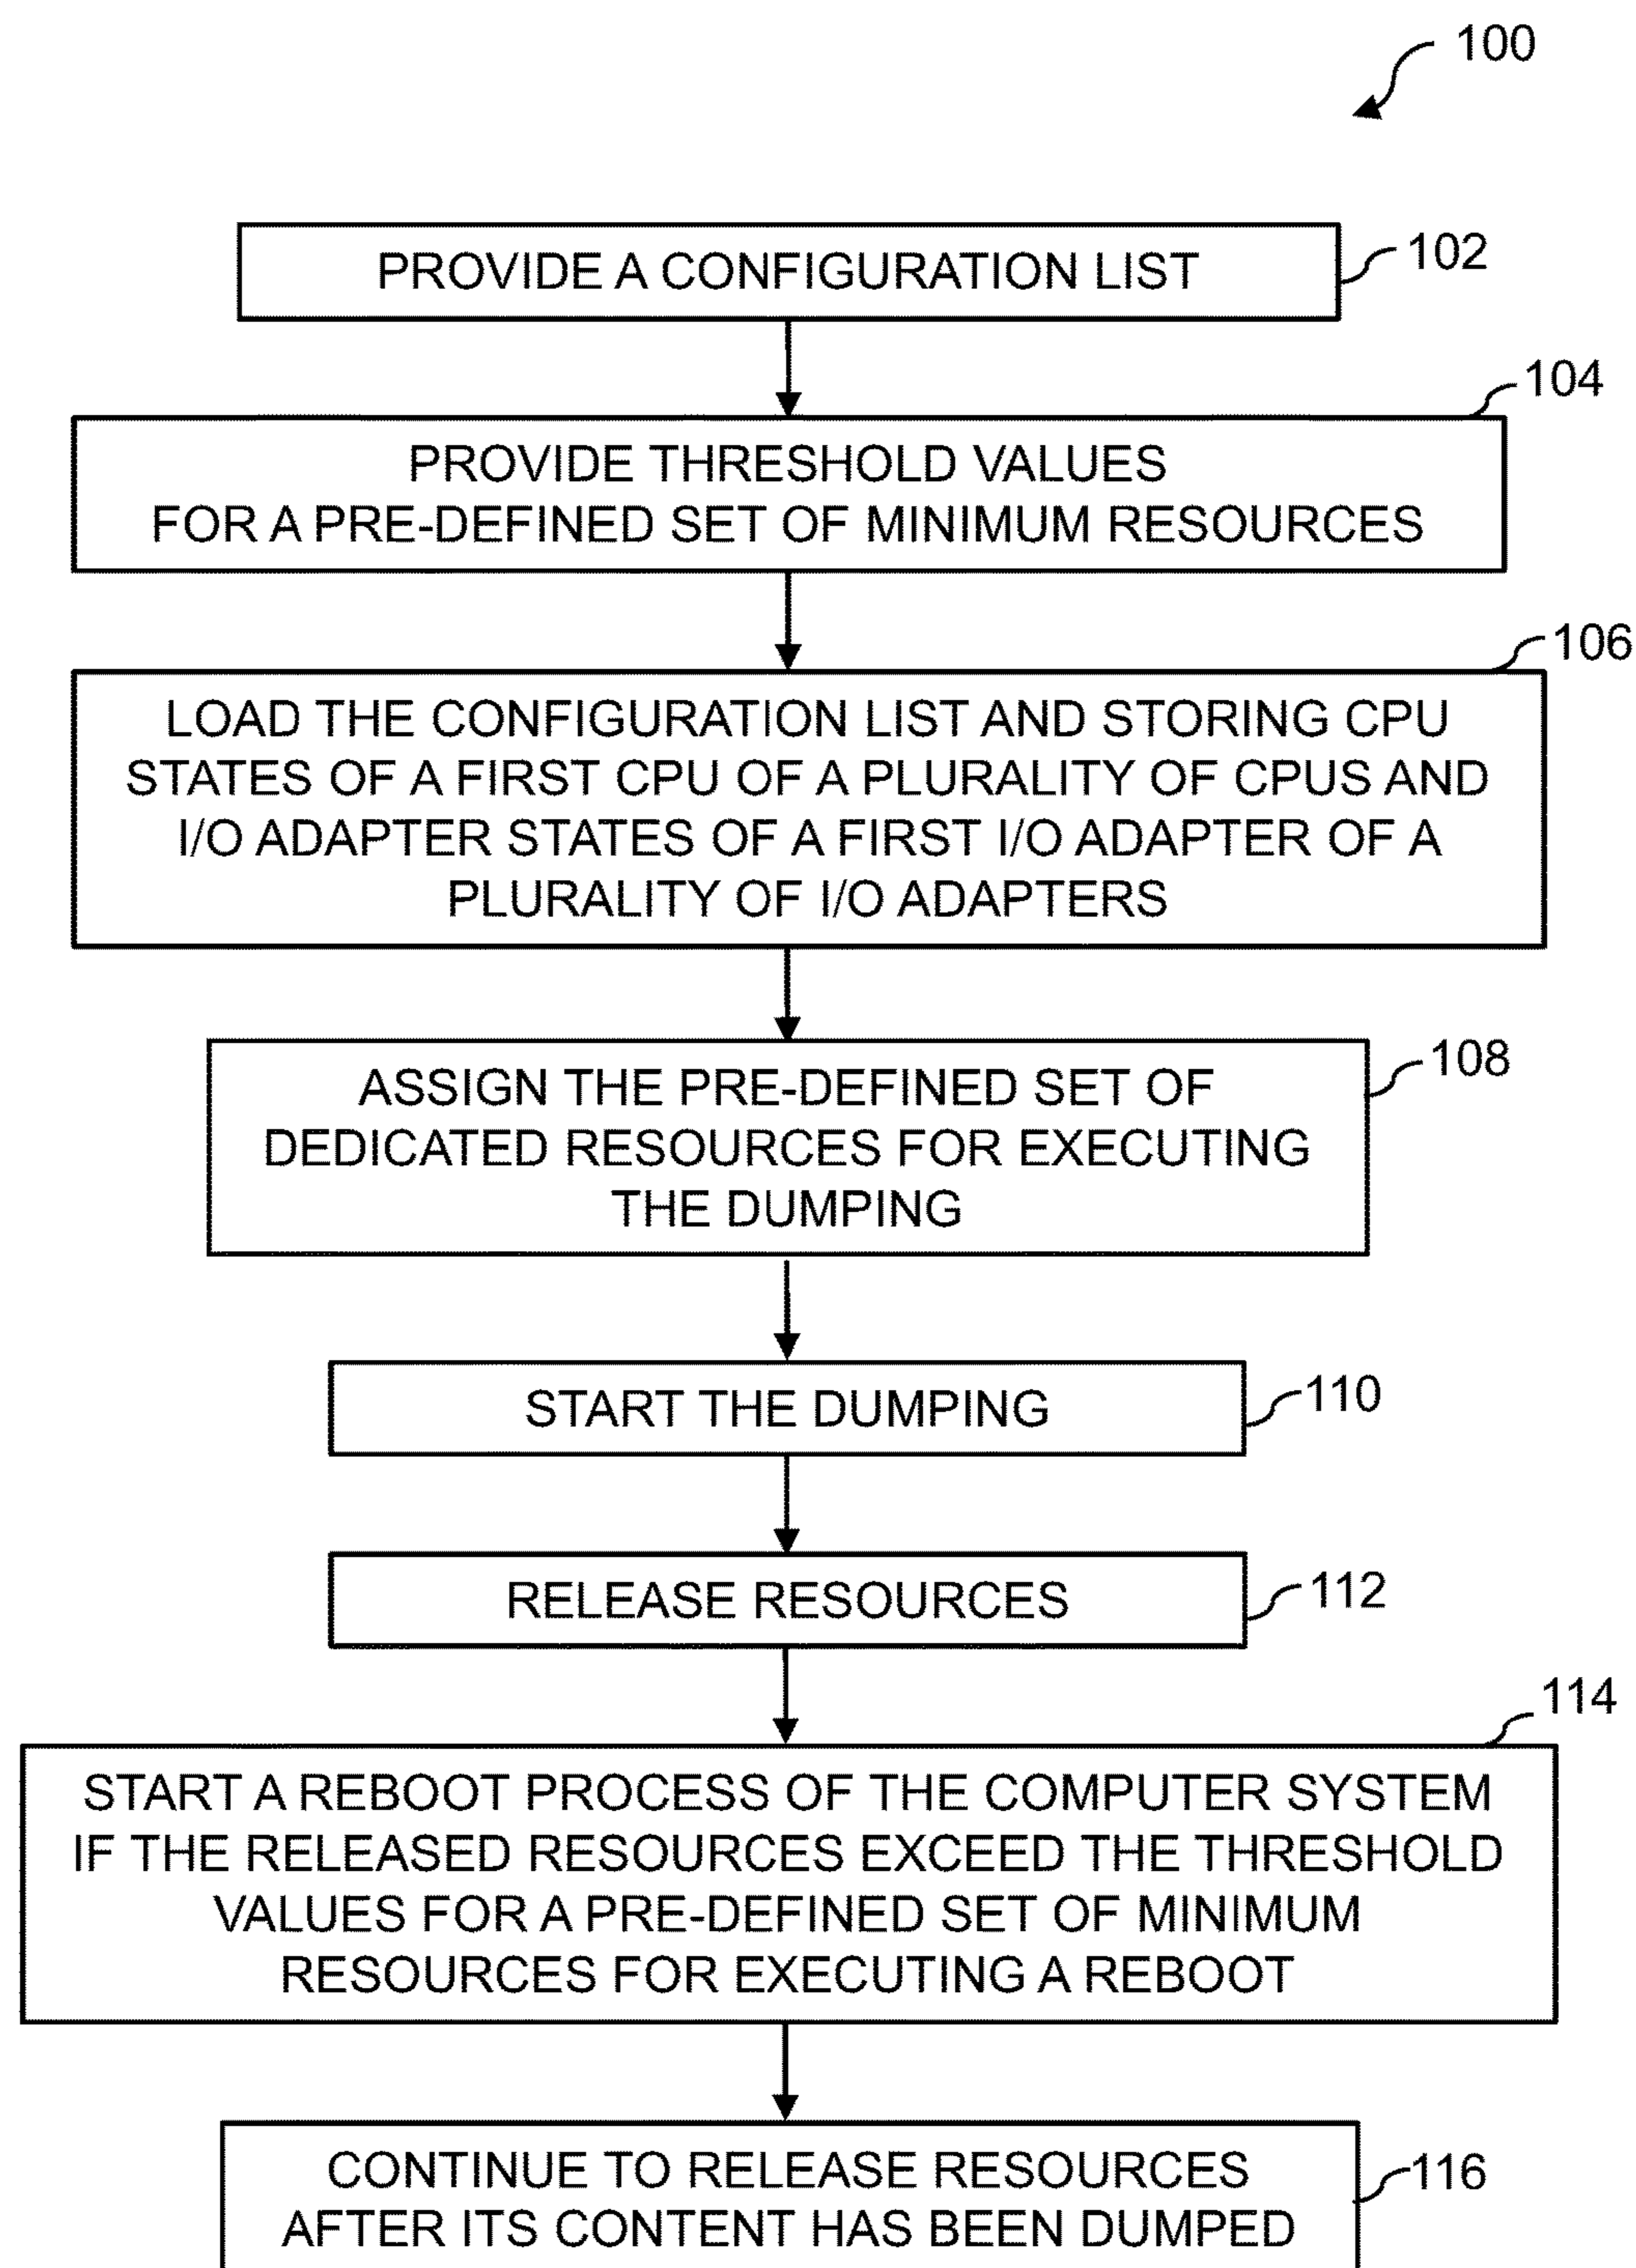 100
PROVIDE A CONFIGURATION LIST
102
104
PROVIDE THRESHOLD VALUES
FOR A PRE-DEFINED SET OF MINIMUM RESOURCES
106
LOAD THE CONFIGURATION LIST AND STORING CPU
STATES OF A FIRST CPU OF A PLURALITY OF CPUS AND
I/O ADAPTER STATES OF A FIRST I/O ADAPTER OF A
PLURALITY OF I/O ADAPTERS
108
ASSIGN THE PRE-DEFINED SET OF
DEDICATED RESOURCES FOR EXECUTING
THE DUMPING
START THE DUMPING
110
RELEASE RESOURCES
112
114
START A REBOOT PROCESS OF THE COMPUTER SYSTEM
IF THE RELEASED RESOURCES EXCEED THE THRESHOLD
VALUES FOR A PRE-DEFINED SET OF MINIMUM
RESOURCES FOR EXECUTING A REBOOT
CONTINUE TO RELEASE RESOURCES
AFTER ITS CONTENT HAS BEEN DUMPED
116